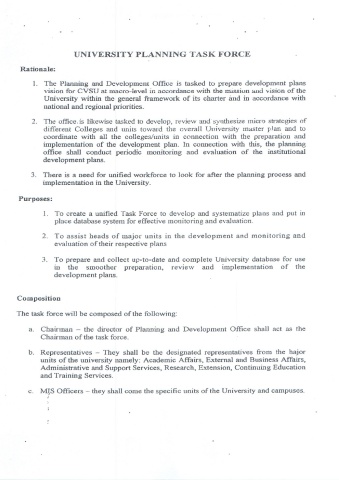 UNIVERSITY PLANNING TASK FORCE
Rationale:
1. The Planning and Development Office is tasked to prepare development plans
vision for CVSU at macro-level in accordance with the mission and vision of the
University within the general framework of its charter and in accordance with
national and regional priorities.
2. The office is likewise tasked to develop, review and synthesize micro strategies of
different Colleges and units toward the overall University master plan and to
coordinate with all the colleges/units in connection with the preparation and
implementation of the development plan. In connection with this, the planning
office shall conduct periodic monitoring and evaluation of the institutional
development plans.
3. There is a need for unified workforce to look for after the planning process and
implementation in the University.
Purposes:
1. To create a unified Task Force to develop and systematize plans and put in
place database system for effective monitoring and evaluation.
2. To assist heads of major units in the development and monitoring and
evaluation of their respective plans
3. To prepare and collect up-to-date and complete University database for use
in the smoother preparation, review and implementation of the
development plans.
Composition
The task force will be composed of the following:
a. Chairman – the director of Planning and Development Office shall act as the
Chairman of the task force.
b. Representatives – They shall be the designated representatives from the hajor
units of the university namely: Academic Affairs, External and Business Affairs,
Administrative and Support Services, Research, Extension, Continuing Education
and Training Services.
c. MIS Officers – they shall come the specific units of the University and campuses.